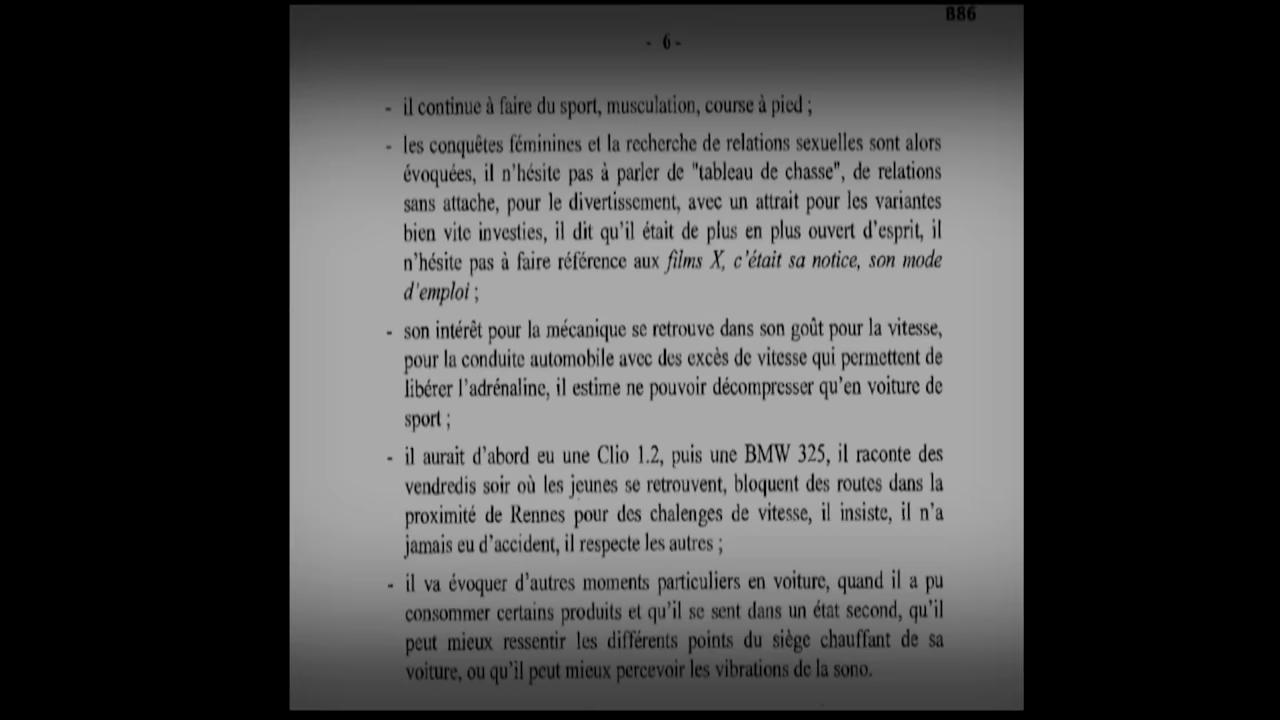 B86
- 6 -
- il continue à faire du sport, musculation, course à pied ;
- les conquêtes féminines et la recherche de relations sexuelles sont alors
évoquées, il n'hésite pas à parler de "tableau de chasse", de relations
sans attache, pour le divertissement, avec un attrait pour les variantes
bien vite investies, il dit qu'il était de plus en plus ouvert d'esprit, il
n'hésite pas à faire référence aux films X, c'était sa notice, son mode
d'emploi ;
- son intérêt pour la mécanique se retrouve dans son goût pour la vitesse,
pour la conduite automobile avec des excès de vitesse qui permettent de
libérer l'adrénaline, il estime ne pouvoir décompresser qu'en voiture de
sport ;
- il aurait d'abord eu une Clio 1.2, puis une BMW 325, il raconte des
vendredis soir où les jeunes se retrouvent, bloquent des routes dans la
proximité de Rennes pour des chalenges de vitesse, il insiste, il n'a
jamais eu d'accident, il respecte les autres ;
- il va évoquer d'autres moments particuliers en voiture, quand il a pu
consommer certains produits et qu'il se sent dans un état second, qu'il
peut mieux ressentir les différents points du siège chauffant de sa
voiture, ou qu'il peut mieux percevoir les vibrations de la sono.